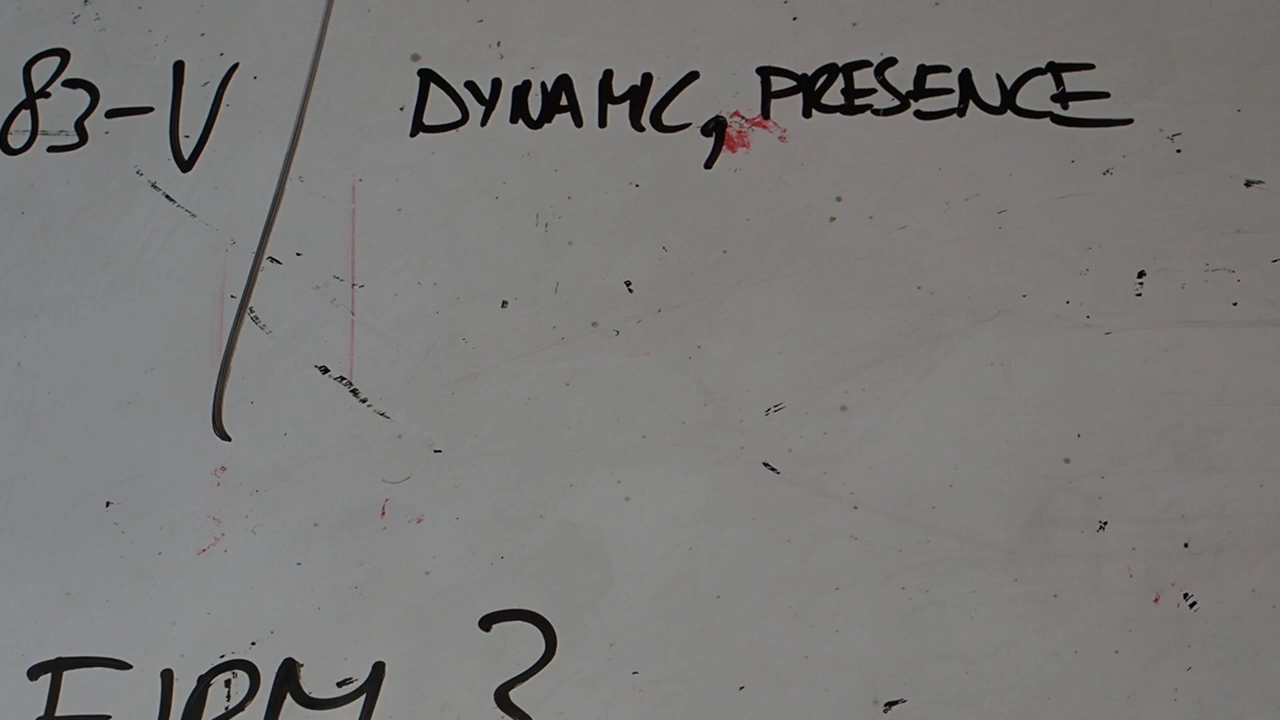 83-V
DYNAMIC, PRESENCE
FIRM ?